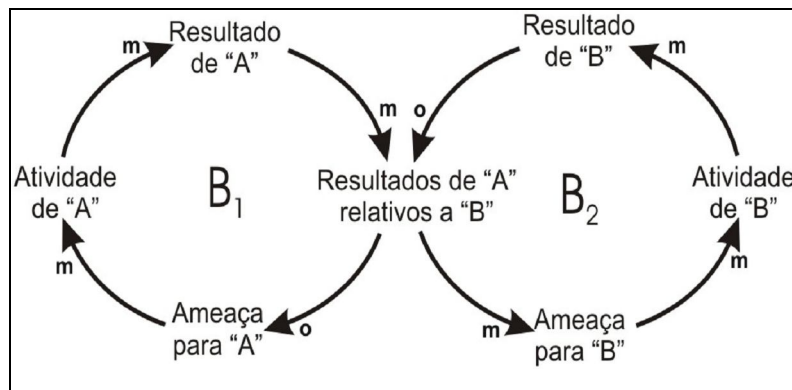 Resultado
de “A”
m
m
Atividade
de “A”
B1
m
Ameaça
para “A”
o
Resultados de “A”
relativos a “B”
Resultado
de “B”
m
o
Atividade
de “B”
B2
m
Ameaça
para “B”
m